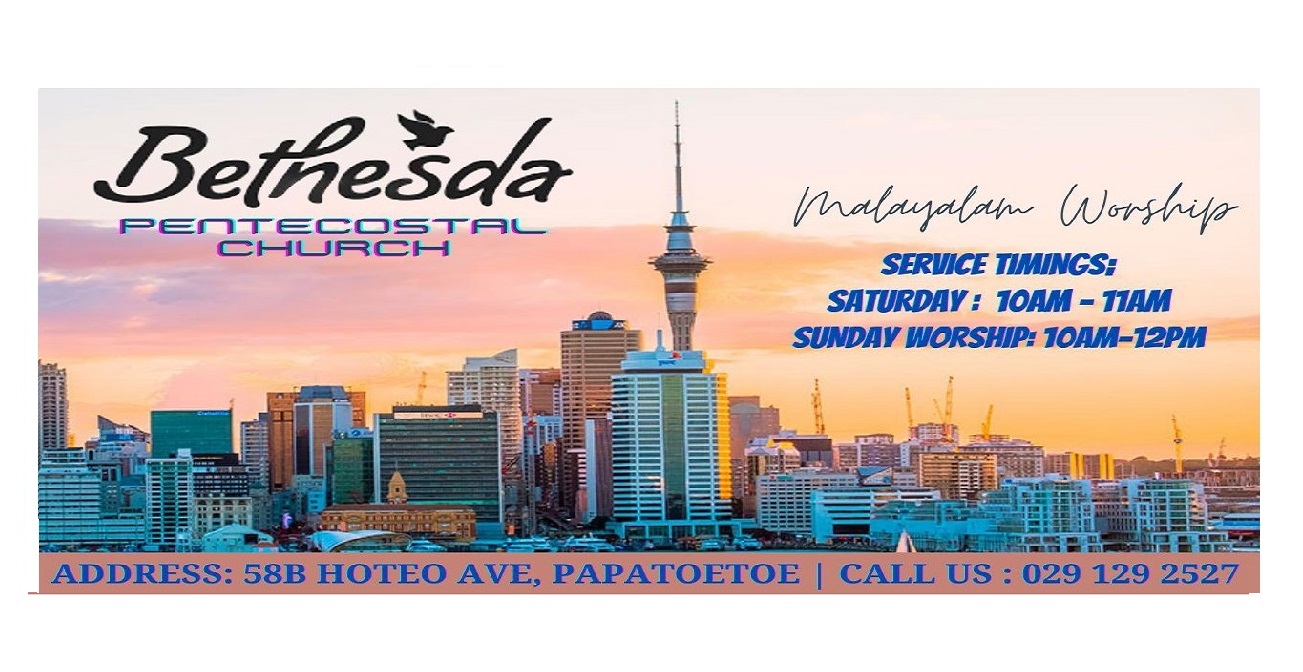 Bethesda
PENTECOSTAL
CHURCH
Malayalam Worship
SERVICE TIMINGS:
SATURDAY : 10AM - 11AM
SUNDAY WORSHIP: 10AM-12PM
ADDRESS: 58B HOTEO AVE, PAPATOETOE | CALL US : 029 129 2527